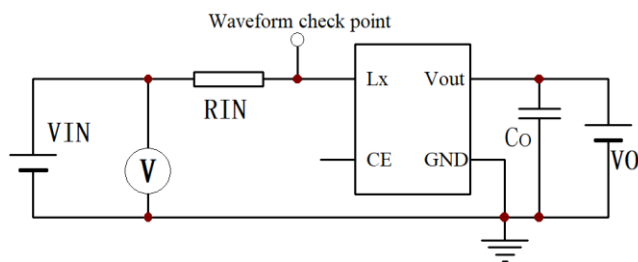 Waveform check point
Lx
Vout
RIN
VIN
V
CE
GND
CO
VO